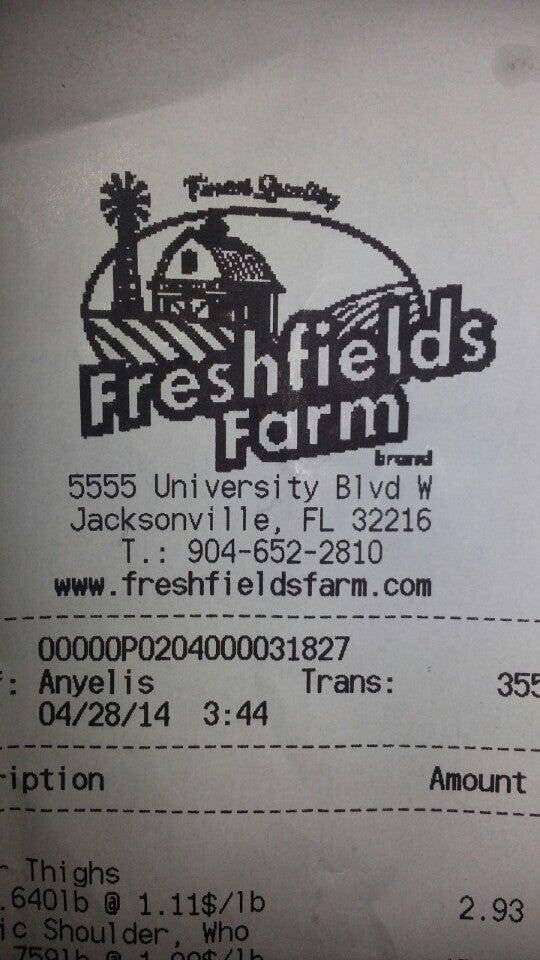 Finest Quality
Freshfields
Farm
brand
5555 University Blvd W
Jacksonville, FL 32216
T.: 904-652-2810
www.freshfieldsfarm.com
00000P0204000031827
: Anyelis Trans: 355
04/28/14 3:44
ription Amount
r Thighs
.640lb @ 1.11$/lb 2.93
ic Shoulder, Who
.759lb @